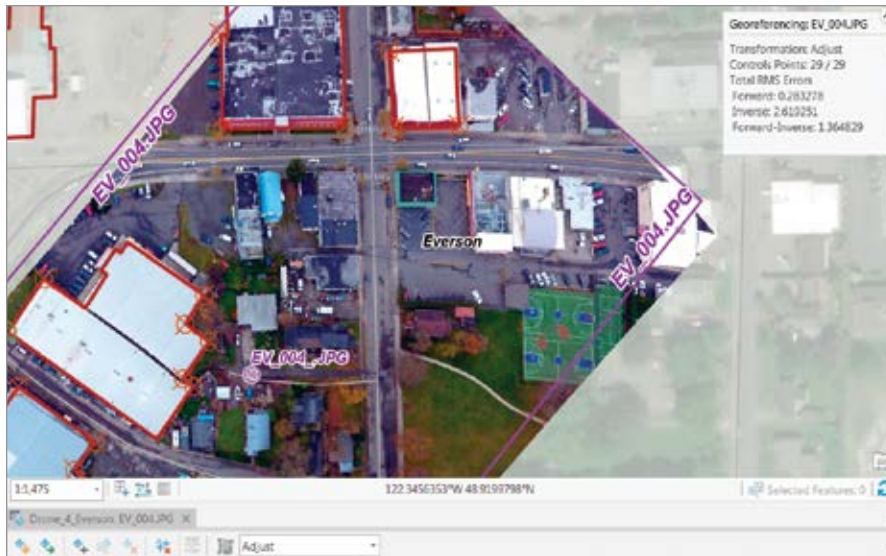 Georeferencing: EV_004.JPG
Transformation: Adjust
Controls Points: 29 / 29
Total RMS Errors
Forward: 0.283278
Inverse: 2.619251
Forward-Inverse: 1.364829
EV_004.JPG
Everson
EV_004.JPG
EV_004_.JPG
1:1,475
122.3456353°W 48.9199798°N
Selected Features: 0
Drone_4_Everson: EV_004.JPG
Adjust